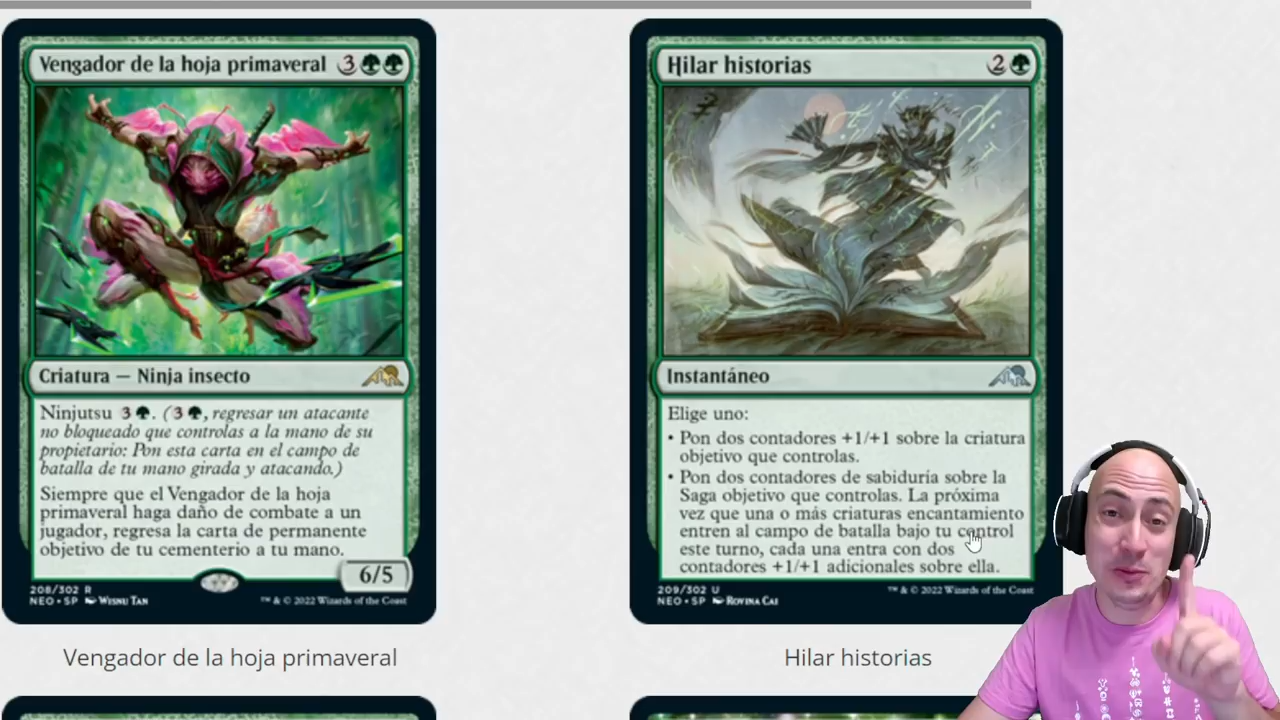 Vengador de la hoja primaveral 3
Criatura — Ninja insecto
Ninjutsu 3 . (3 , regresar un atacante
no bloqueado que controlas a la mano de su
propietario: Pon esta carta en el campo de
batalla de tu mano girada y atacando.)
Siempre que el Vengador de la hoja
primaveral haga daño de combate a un
jugador, regresa la carta de permanente
objetivo de tu cementerio a tu mano.
6/5
208/302 R
NEO • SP Wisnu Tan
™ & © 2022 Wizards of the Coast
Vengador de la hoja primaveral
Hilar historias 2
Instantáneo
Elige uno:
• Pon dos contadores +1/+1 sobre la criatura
objetivo que controlas.
• Pon dos contadores de sabiduría sobre la
Saga objetivo que controlas. La próxima
vez que una o más criaturas encantamiento
entren al campo de batalla bajo tu control
este turno, cada una entra con dos
contadores +1/+1 adicionales sobre ella.
209/302 U
NEO • SP Rovina Cai
™ & © 2022 Wizards of the Coast
Hilar historias